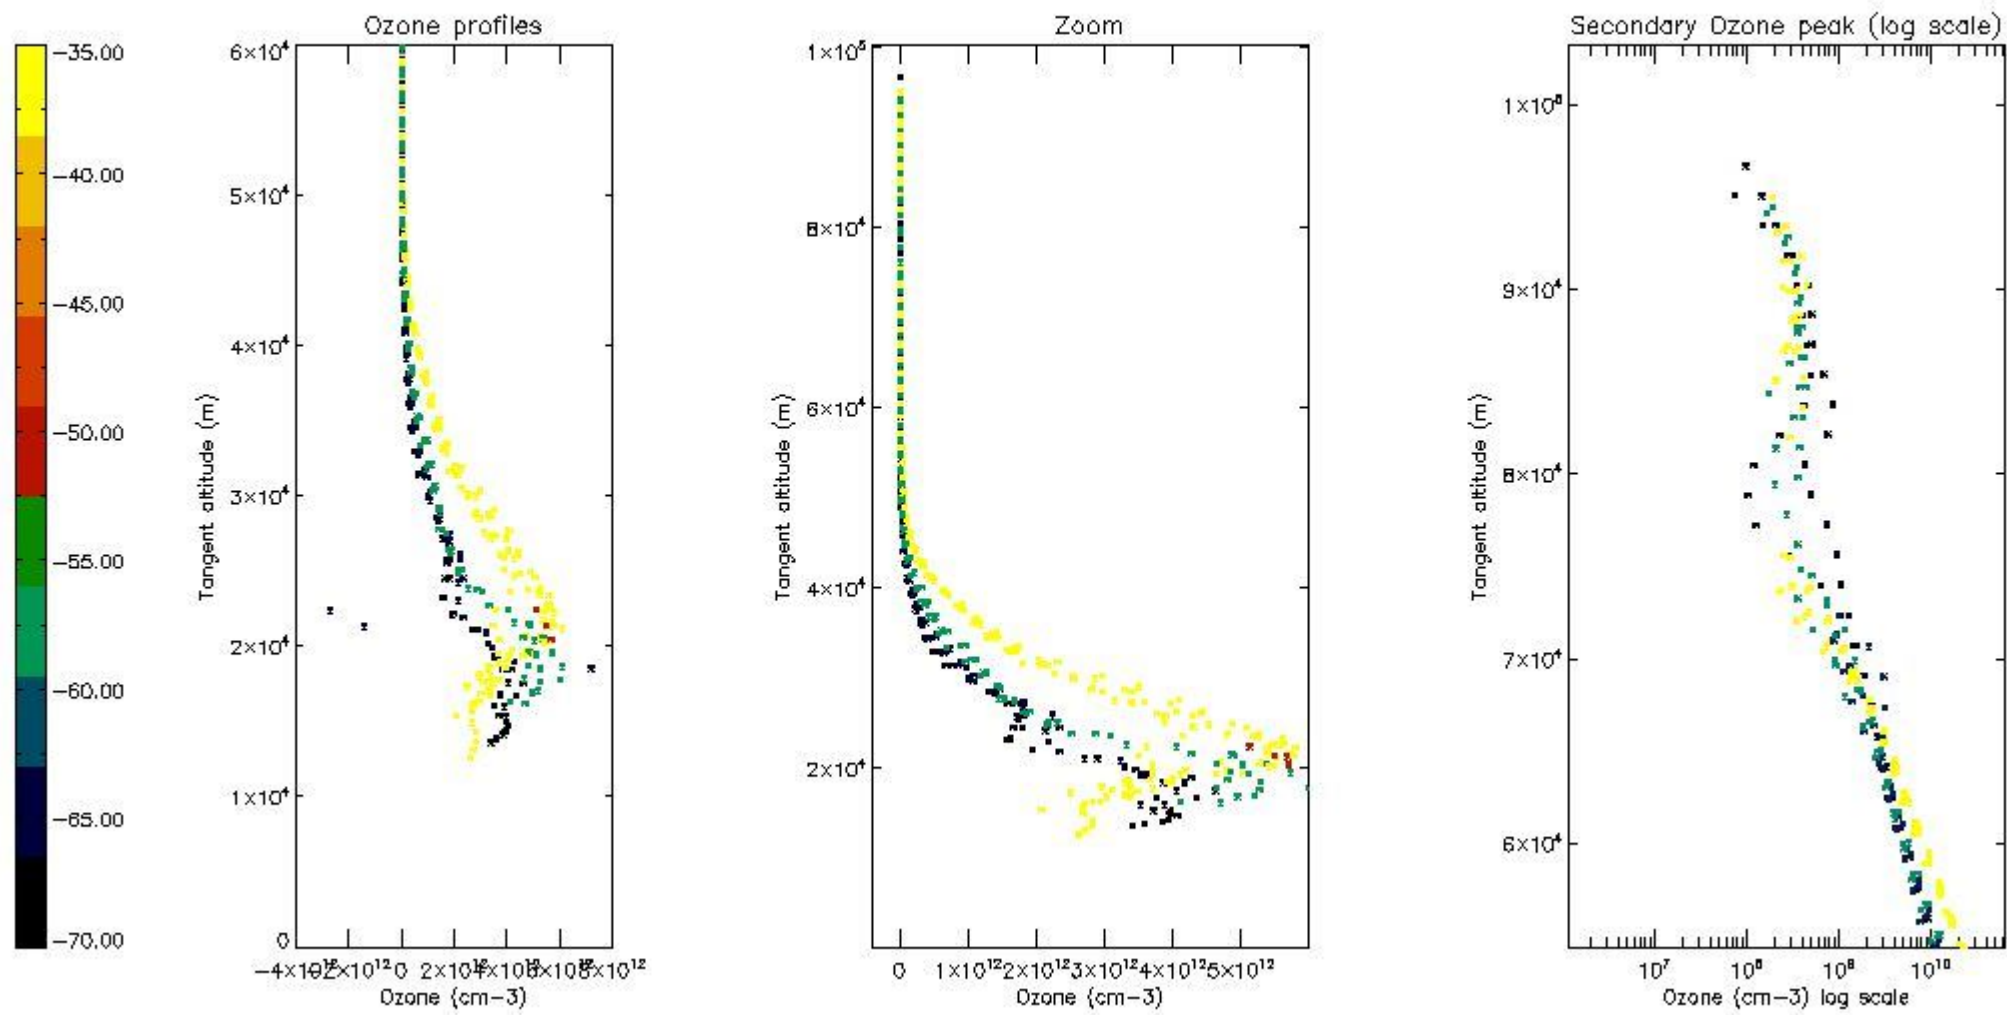 Ozone profiles
Zoom
Secondary Ozone peak (log scale)
−35.00
−40.00
−45.00
−50.00
−55.00
−60.00
−65.00
−70.00
6×10⁴
5×10⁴
4×10⁴
3×10⁴
2×10⁴
1×10⁴
0
Tangent altitude (m)
0
Ozone (cm−3)
1×10⁵
8×10⁴
6×10⁴
4×10⁴
2×10⁴
Tangent altitude (m)
0 1×10¹² 2×10¹² 3×10¹² 4×10¹² 5×10¹²
Ozone (cm−3)
9×10⁴
8×10⁴
7×10⁴
6×10⁴
Tangent altitude (m)
10⁷ 10⁸ 10⁹ 10¹⁰
Ozone (cm−3) log scale